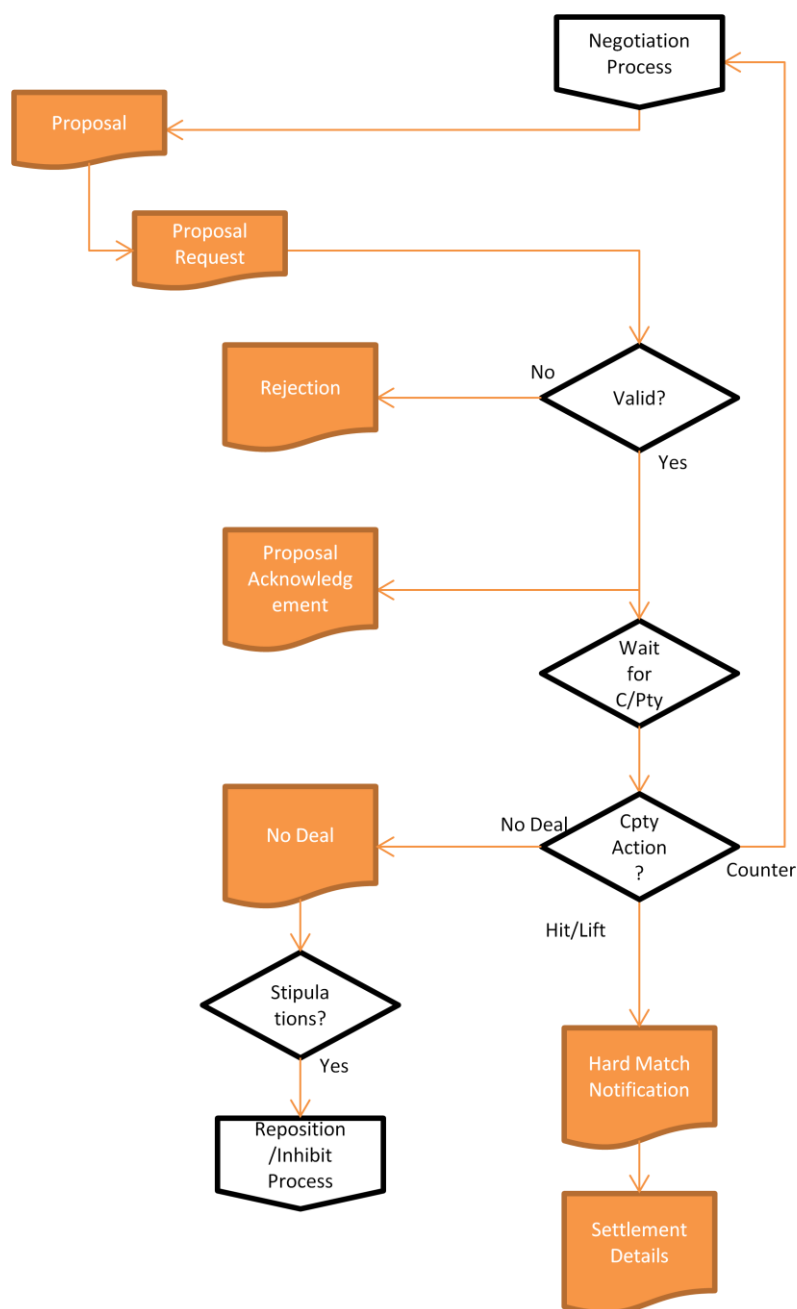 Negotiation
Process
Proposal
Proposal
Request
No
Rejection
Valid?
Yes
Proposal
Acknowledg
ement
Wait
for
C/Pty
No Deal
No Deal
Cpty
Action
?
Counter
Hit/Lift
Stipula
tions?
Yes
Hard Match
Notification
Reposition
/Inhibit
Process
Settlement
Details